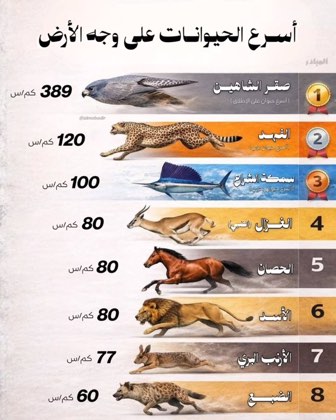 أسرع الحيوانات على وجه الأرض
389 كم/س
صقر الشاهين
1
120 كم/س
الفهد
2
100 كم/س
سمكة الشراع
3
80 كم/س
الغزال
4
80 كم/س
الحصان
5
80 كم/س
الأسد
6
77 كم/س
الأرنب البري
7
60 كم/س
الضبع
8